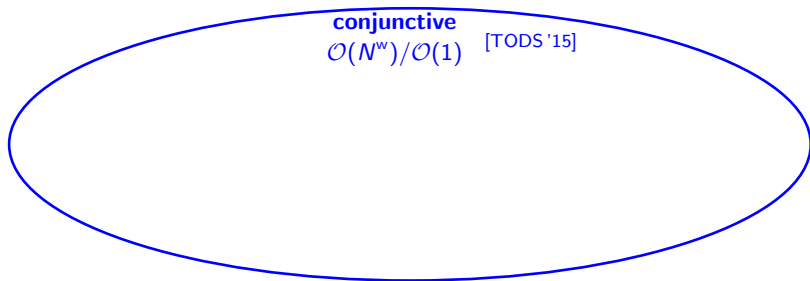 conjunctive
𝒪(N^w)/𝒪(1) [TODS '15]